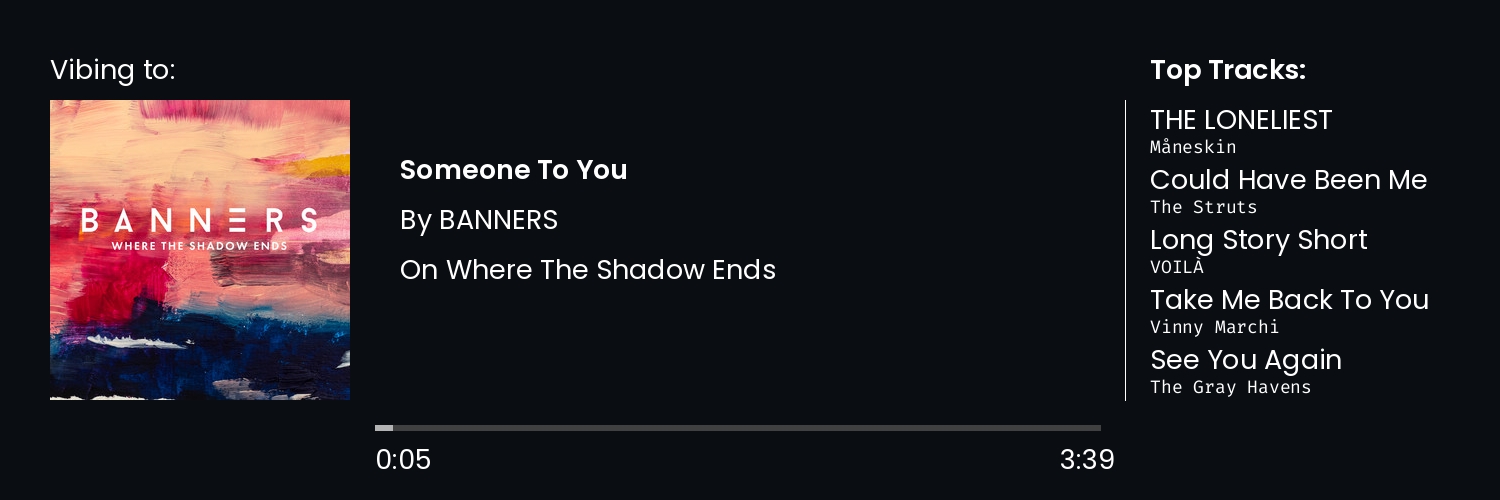 Vibing to:
BANNERS
WHERE THE SHADOW ENDS
Someone To You
By BANNERS
On Where The Shadow Ends
0:05
3:39
Top Tracks:
THE LONELIEST
Måneskin
Could Have Been Me
The Struts
Long Story Short
VOILÀ
Take Me Back To You
Vinny Marchi
See You Again
The Gray Havens